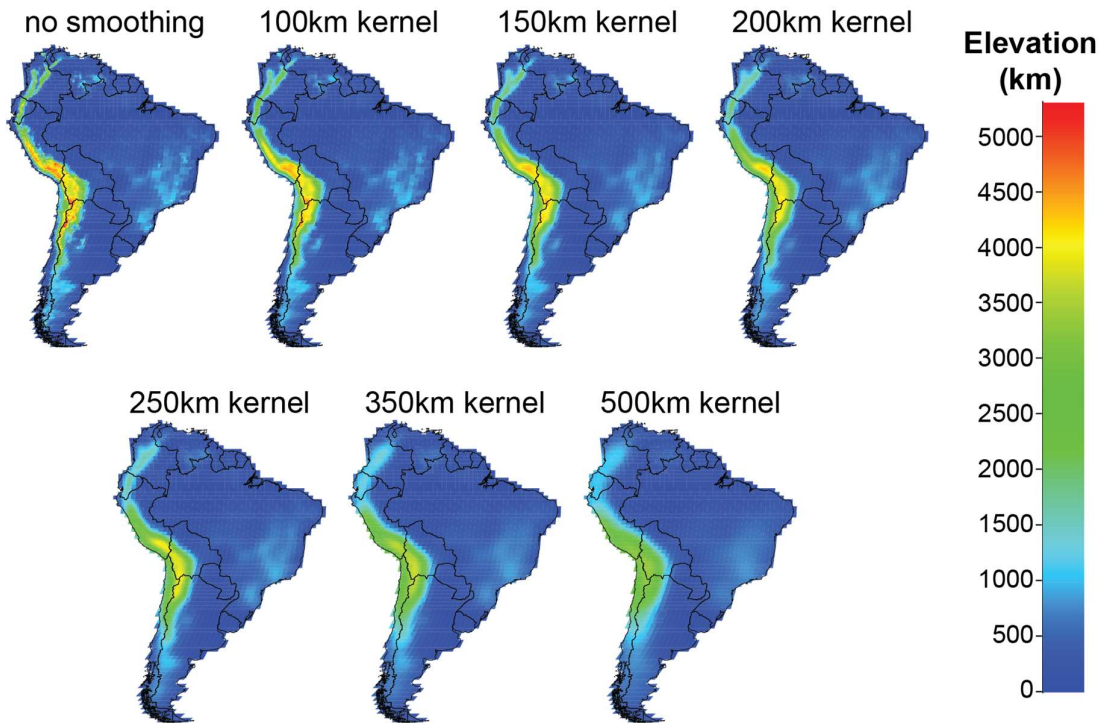 no smoothing
100km kernel
150km kernel
200km kernel
Elevation
(km)
5000
4500
4000
3500
3000
2500
2000
1500
1000
500
0
250km kernel
350km kernel
500km kernel